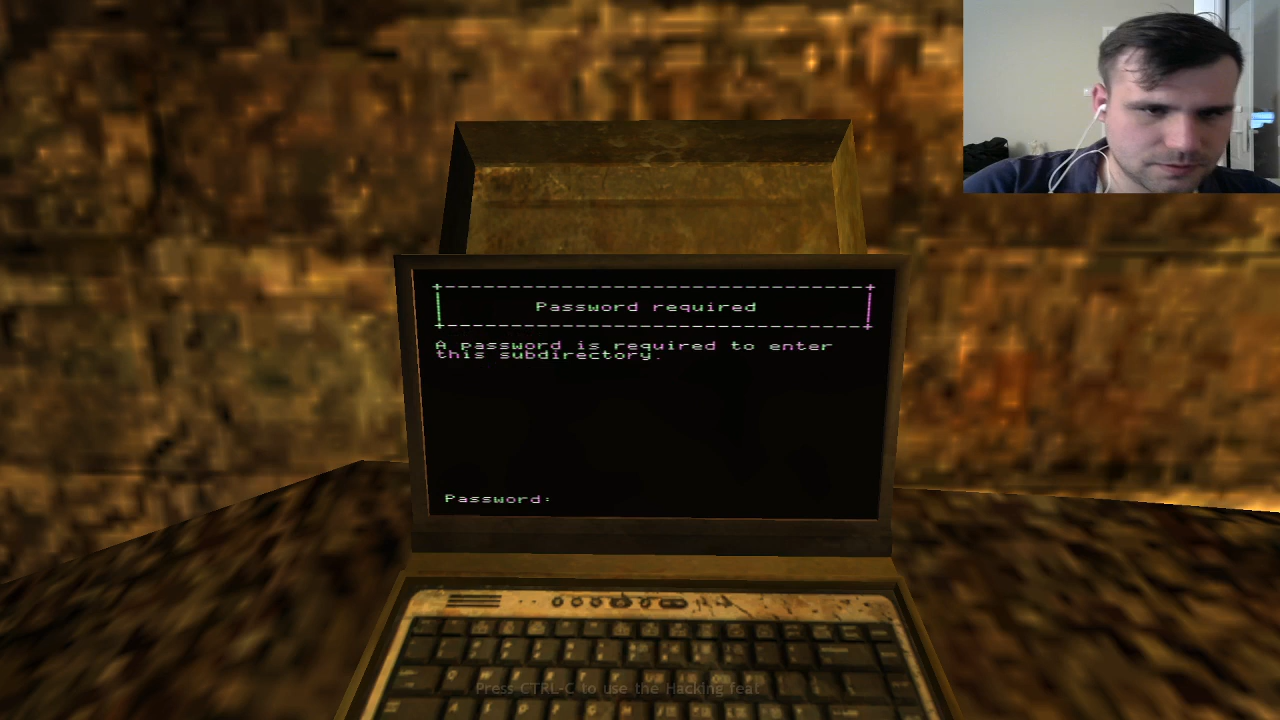 Password required
A password is required to enter
this subdirectory.
Password:
Press CTRL-C to use the Hacking feat